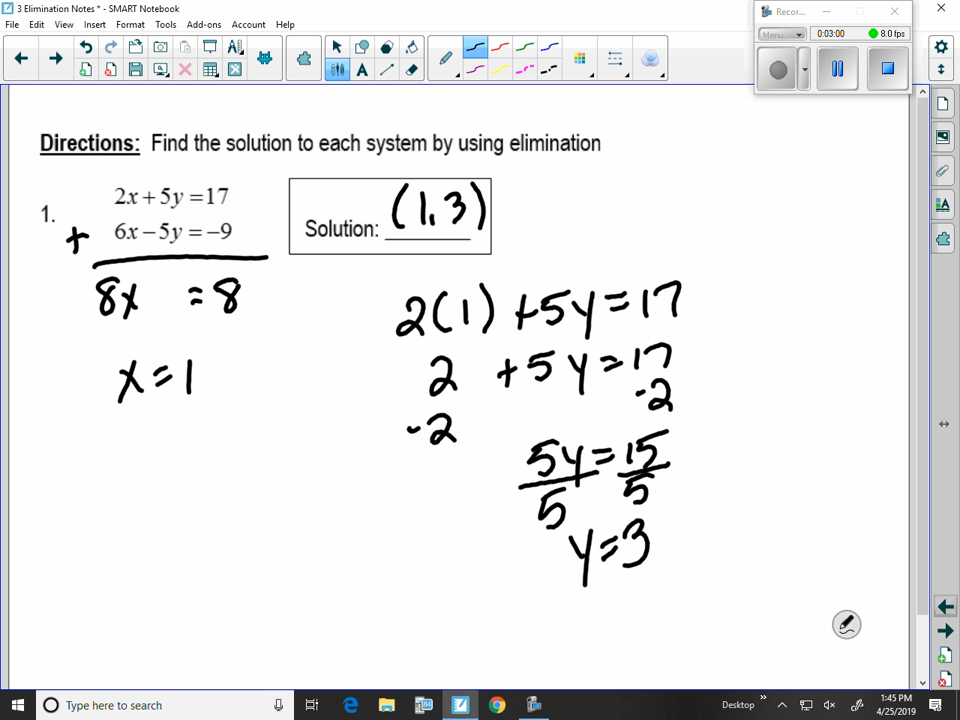 3 Elimination Notes * - SMART Notebook
Recor...
File Edit View Insert Format Tools Add-ons Account Help
Menu
0:03:00
8.0 fps
Directions: Find the solution to each system by using elimination
1.
2x + 5y = 17
6x − 5y = −9
+
8x = 8
x = 1
Solution: (1, 3)
2(1) + 5y = 17
2 + 5y = 17
-2
-2
5y = 15
5 5
y = 3
Type here to search
Desktop
»
1:45 PM
4/25/2019